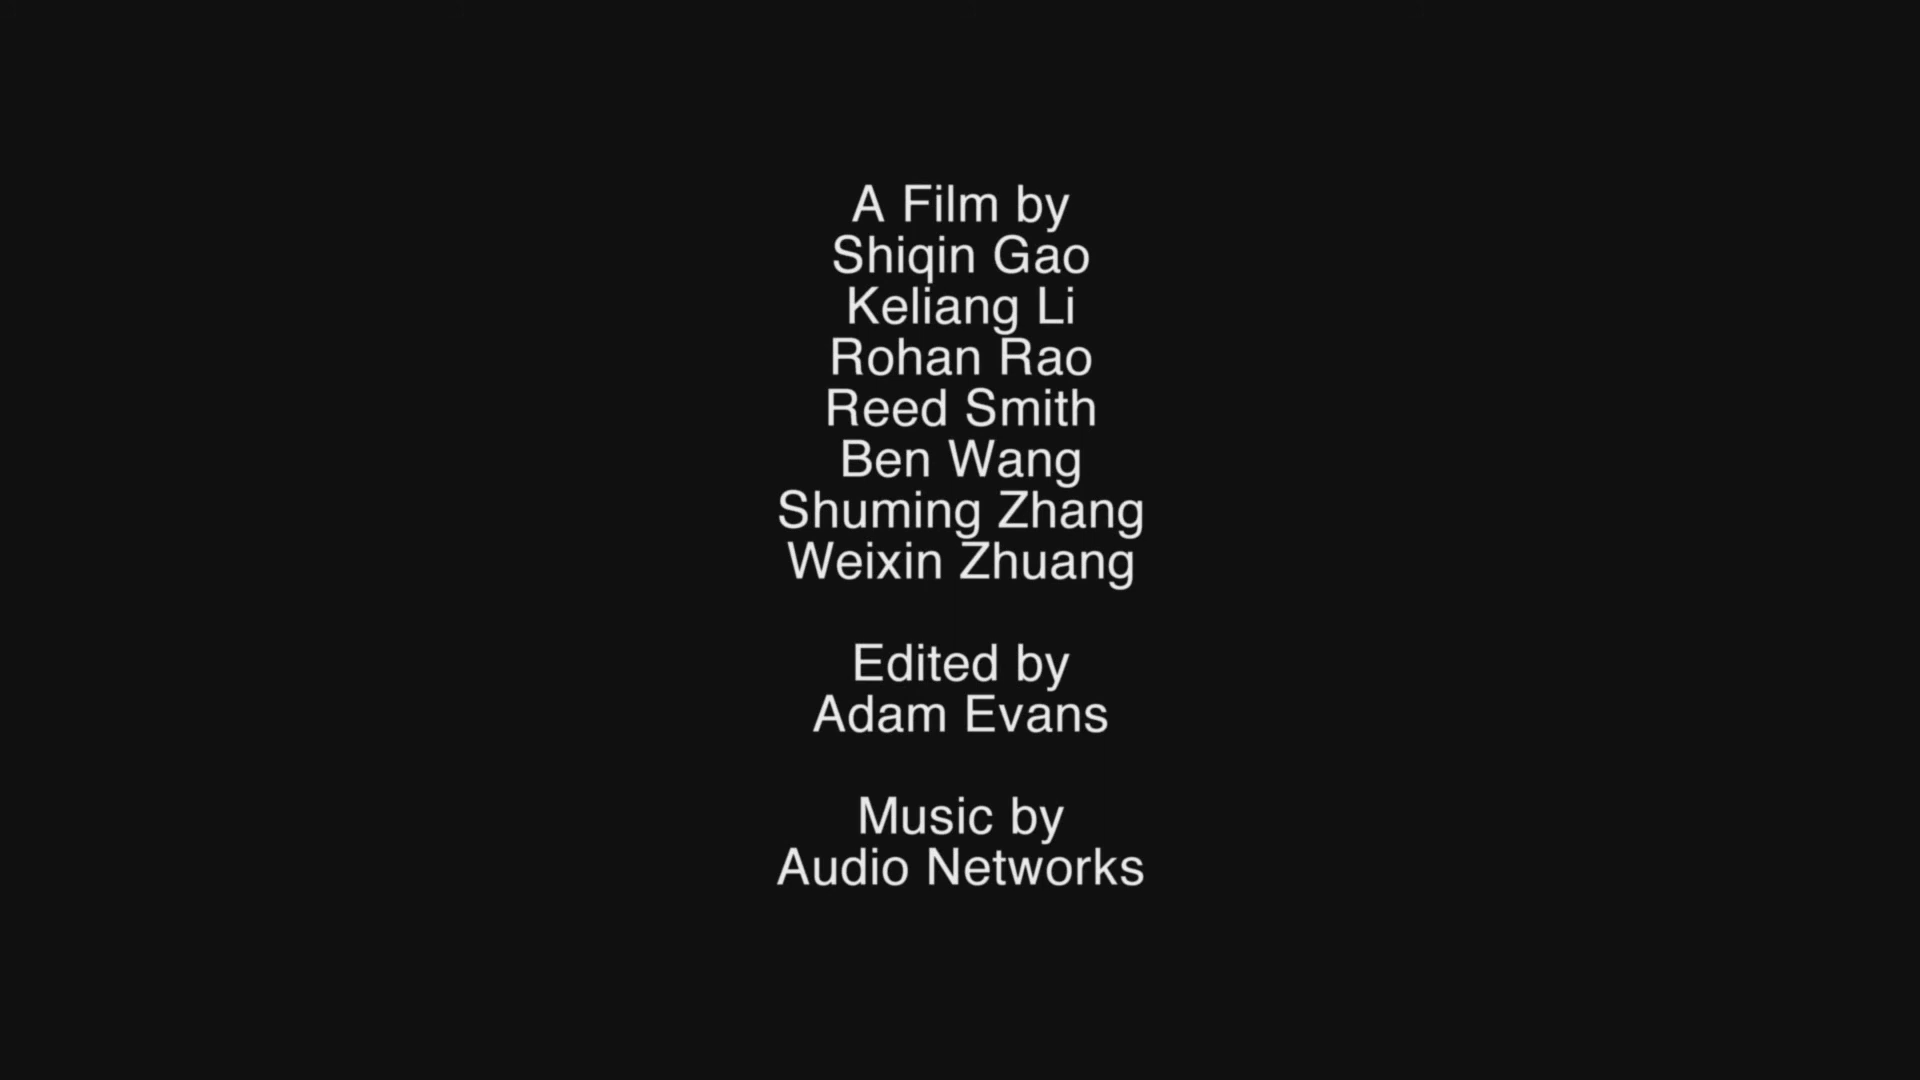 A Film by
Shiqin Gao
Keliang Li
Rohan Rao
Reed Smith
Ben Wang
Shuming Zhang
Weixin Zhuang
Edited by
Adam Evans
Music by
Audio Networks